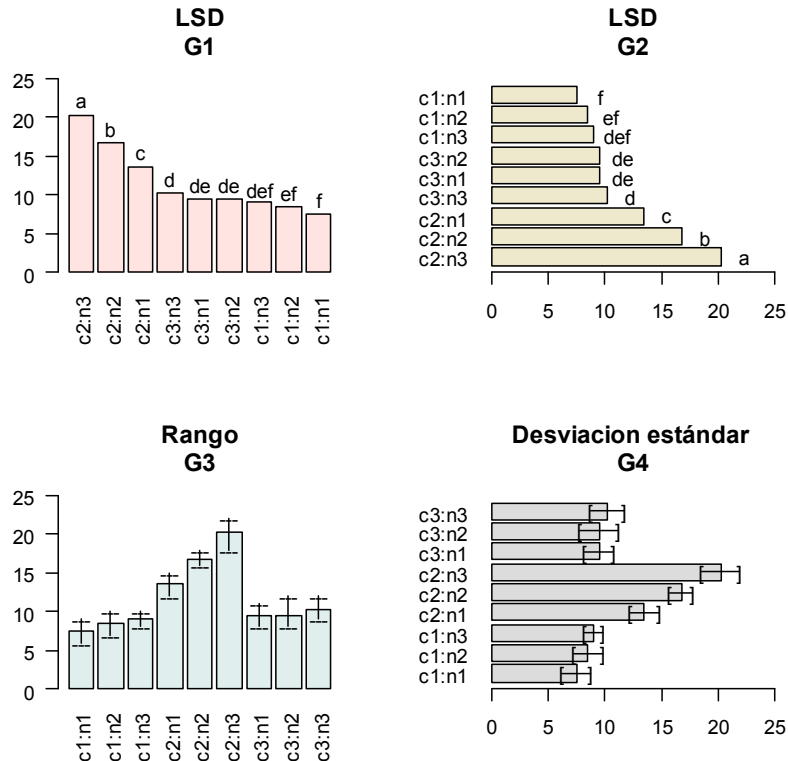 LSD
G1
25
20
15
10
5
0
a
b
c
d
de
de
def
ef
f
c2:n3
c2:n2
c2:n1
c3:n3
c3:n1
c3:n2
c1:n3
c1:n2
c1:n1
LSD
G2
c1:n1 f
c1:n2 ef
c1:n3 def
c3:n2 de
c3:n1 de
c3:n3 d
c2:n1 c
c2:n2 b
c2:n3 a
0 5 10 15 20 25
Rango
G3
25
20
15
10
5
0
c1:n1
c1:n2
c1:n3
c2:n1
c2:n2
c2:n3
c3:n1
c3:n2
c3:n3
Desviacion estándar
G4
c3:n3
c3:n2
c3:n1
c2:n3
c2:n2
c2:n1
c1:n3
c1:n2
c1:n1
0 5 10 15 20 25